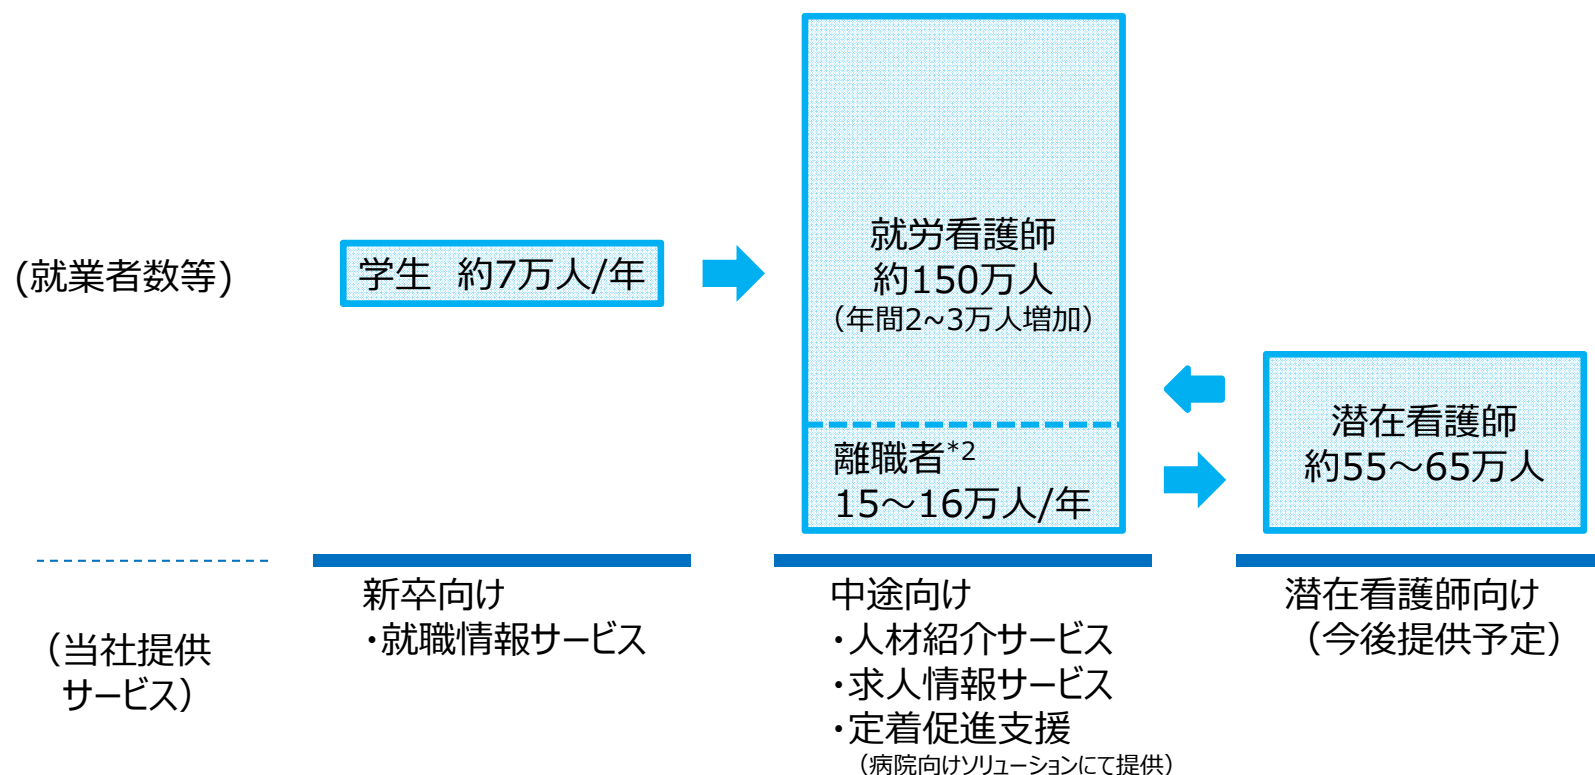 (就業者数等)
学生 約7万人/年
就労看護師
約150万人
（年間2~3万人増加）
離職者*2
15～16万人/年
潜在看護師
約55～65万人
（当社提供
サービス）
新卒向け
・就職情報サービス
中途向け
・人材紹介サービス
・求人情報サービス
・定着促進支援
（病院向けソリューションにて提供）
潜在看護師向け
（今後提供予定）